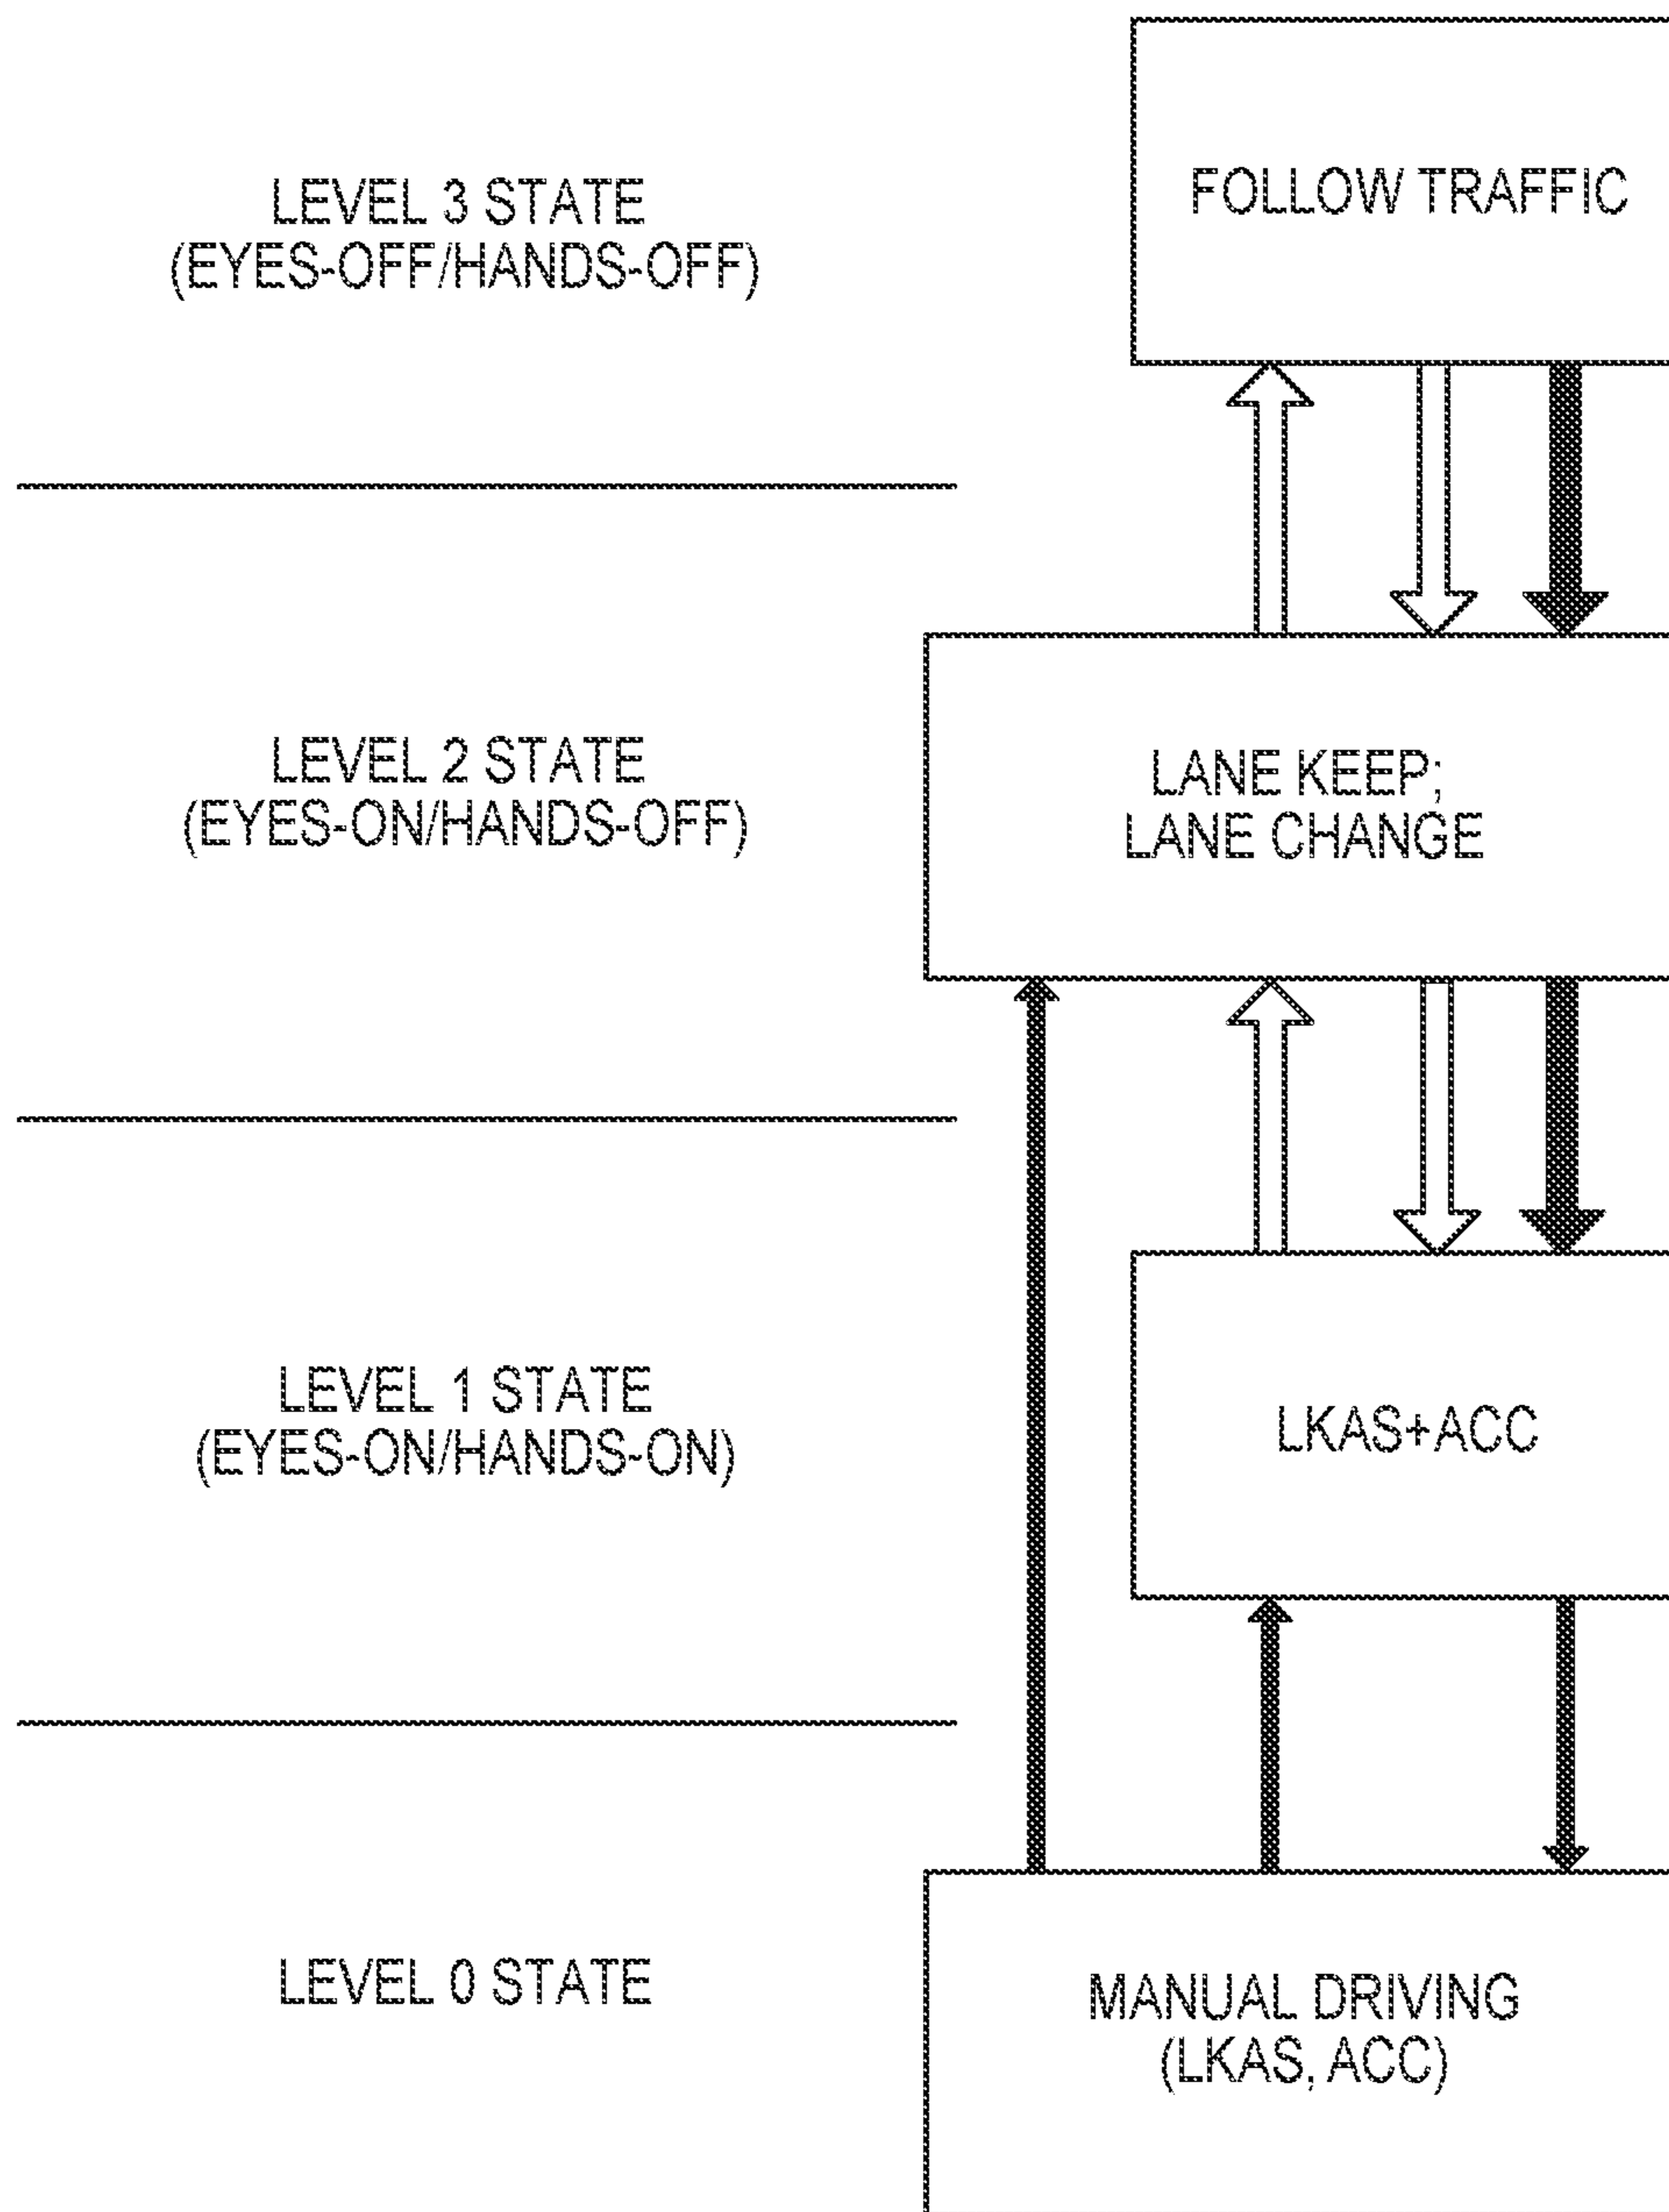 LEVEL 3 STATE
(EYES-OFF/HANDS-OFF)
FOLLOW TRAFFIC
LEVEL 2 STATE
(EYES-ON/HANDS-OFF)
LANE KEEP;
LANE CHANGE
LEVEL 1 STATE
(EYES-ON/HANDS-ON)
LKAS+ACC
LEVEL 0 STATE
MANUAL DRIVING
(LKAS, ACC)